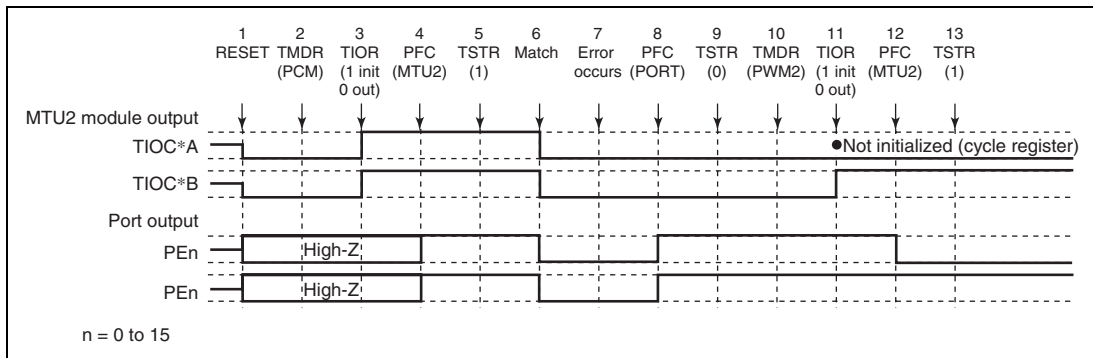 1 2 3 4 5 6 7 8 9 10 11 12 13
RESET TMDR TIOR PFC TSTR Match Error PFC TSTR TMDR TIOR PFC TSTR
(PCM) (1 init (MTU2) (1) occurs (PORT) (0) (PWM2) (1 init (MTU2) (1)
0 out) 0 out)
MTU2 module output
TIOC*A
●Not initialized (cycle register)
TIOC*B
Port output
PEn
High-Z
PEn
High-Z
n = 0 to 15